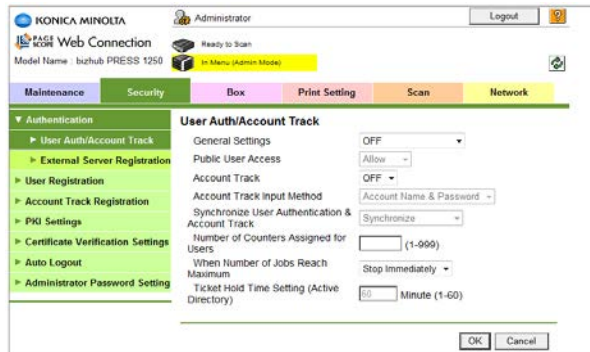 KONICA MINOLTA
Administrator
Logout
?
PAGE SCOPE Web Connection
Ready to Scan
Model Name : bizhub PRESS 1250
In Menu (Admin Mode)
Maintenance Security Box Print Setting Scan Network
▼ Authentication
► User Auth/Account Track
► External Server Registration
► User Registration
► Account Track Registration
► PKI Settings
► Certificate Verification Settings
► Auto Logout
► Administrator Password Setting
User Auth/Account Track
General Settings OFF
Public User Access Allow
Account Track OFF
Account Track Input Method Account Name & Password
Synchronize User Authentication &
Account Track Synchronize
Number of Counters Assigned for
Users (1-999)
When Number of Jobs Reach
Maximum Stop Immediately
Ticket Hold Time Setting (Active
Directory) 60 Minute (1-60)
OK Cancel